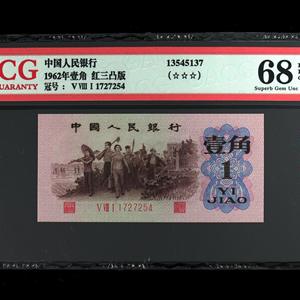 CG
GUARANTY
中国人民银行
1962年壹角 红三凸版
冠号： V VIII I 1727254
13545137
(☆☆☆)
68
Superb Gem Unc
中国人民银行
壹角
1
YI
JIAO
V VIII I 1727254